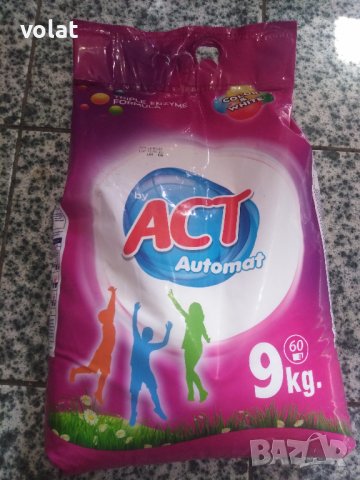 volat
TRIPLE ENZYME
FORMULA
COLOR
&
WHITE
by
ACT
Automat
60
9kg.
BAZAR